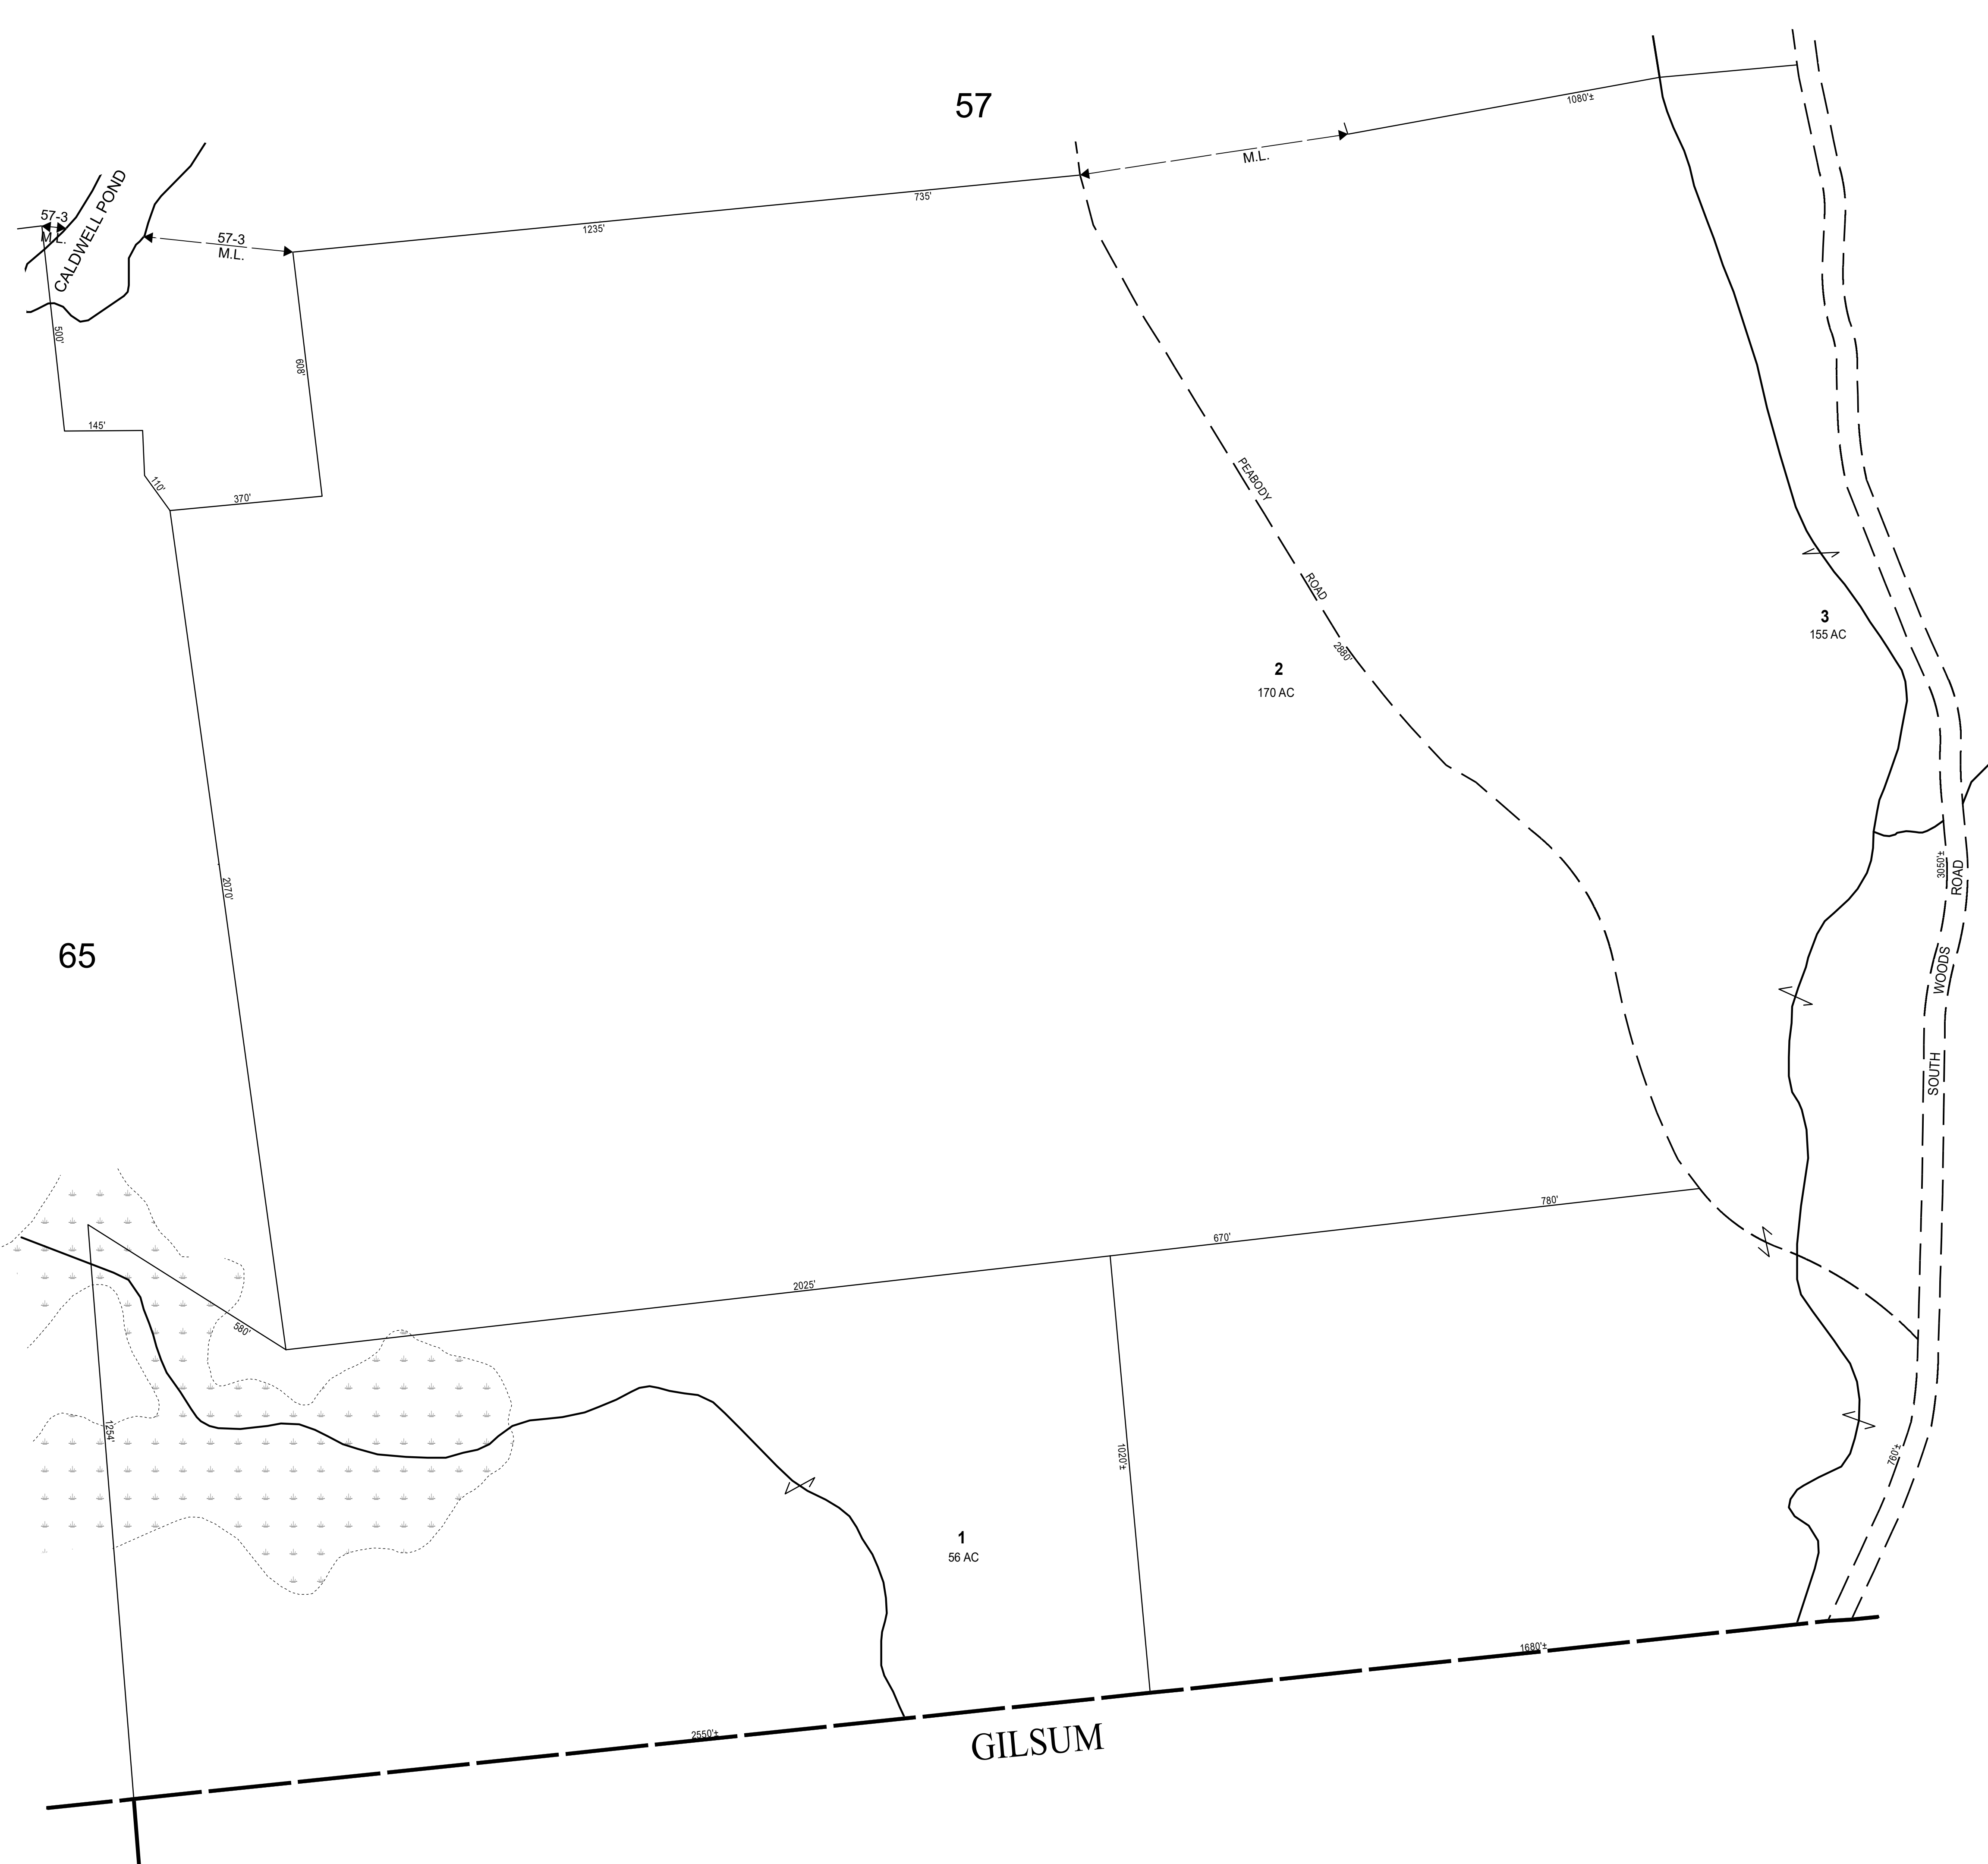 57
1080'±
M.L.
735'
1235'
57-3
M.L.
CALDWELL POND
57-3
M.L.
500'
608'
145'
110'
370'
PEABODY
ROAD
2880'
2
170 AC
3
155 AC
2070'
65
3050'±
ROAD
WOODS
SOUTH
780'
670'
2025'
580'
1254'
1020'±
760'±
1
56 AC
1680'±
2550'±
GILSUM